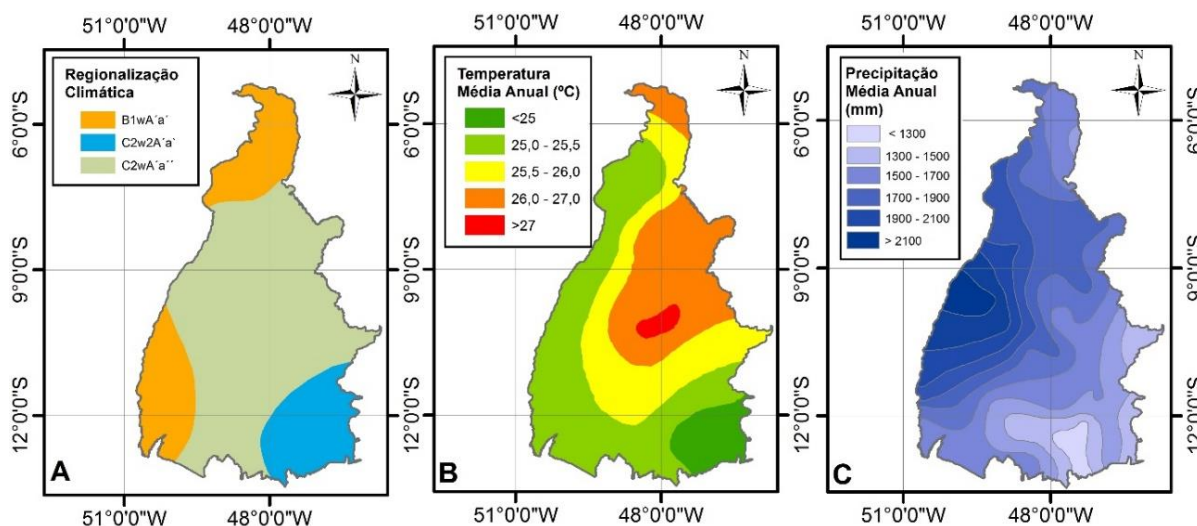 51°0'0"W
48°0'0"W
N
Regionalização
Climática
B1wA´a´
C2w2A´a`
C2wA´a´´
6°0'0"S
9°0'0"S
12°0'0"S
A
51°0'0"W
48°0'0"W
51°0'0"W
48°0'0"W
N
Temperatura
Média Anual (ºC)
<25
25,0 - 25,5
25,5 - 26,0
26,0 - 27,0
>27
6°0'0"S
9°0'0"S
12°0'0"S
B
51°0'0"W
48°0'0"W
51°0'0"W
48°0'0"W
N
Precipitação
Média Anual
(mm)
< 1300
1300 - 1500
1500 - 1700
1700 - 1900
1900 - 2100
> 2100
6°0'0"S
9°0'0"S
12°0'0"S
C
51°0'0"W
48°0'0"W